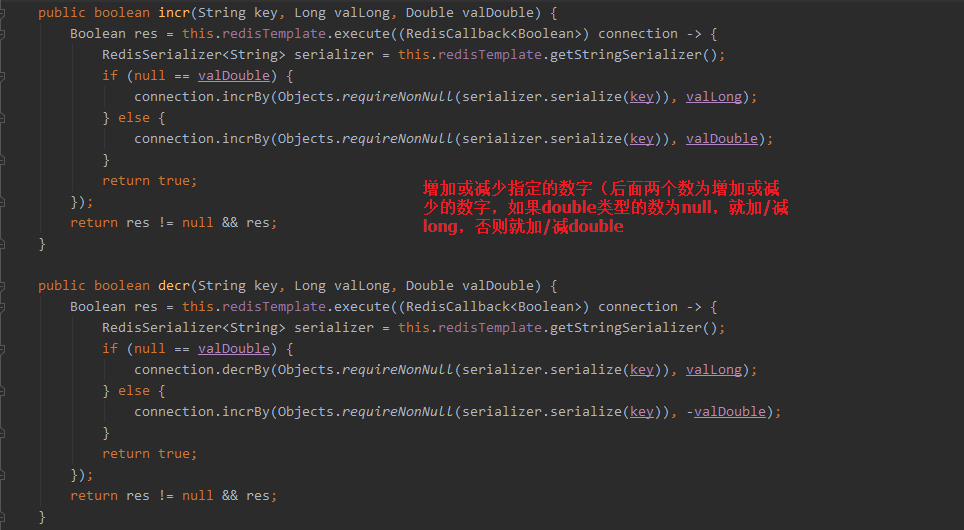 public boolean incr(String key, Long valLong, Double valDouble) {
Boolean res = this.redisTemplate.execute((RedisCallback<Boolean>) connection -> {
RedisSerializer<String> serializer = this.redisTemplate.getStringSerializer();
if (null == valDouble) {
connection.incrBy(Objects.requireNonNull(serializer.serialize(key)), valLong);
} else {
connection.incrBy(Objects.requireNonNull(serializer.serialize(key)), valDouble);
}
return true;
});
return res != null && res;
}
增加或减少指定的数字（后面两个数为增加或减
少的数字，如果double类型的数为null，就加/减
long，否则就加/减double
public boolean decr(String key, Long valLong, Double valDouble) {
Boolean res = this.redisTemplate.execute((RedisCallback<Boolean>) connection -> {
RedisSerializer<String> serializer = this.redisTemplate.getStringSerializer();
if (null == valDouble) {
connection.decrBy(Objects.requireNonNull(serializer.serialize(key)), valLong);
} else {
connection.incrBy(Objects.requireNonNull(serializer.serialize(key)), -valDouble);
}
return true;
});
return res != null && res;
}